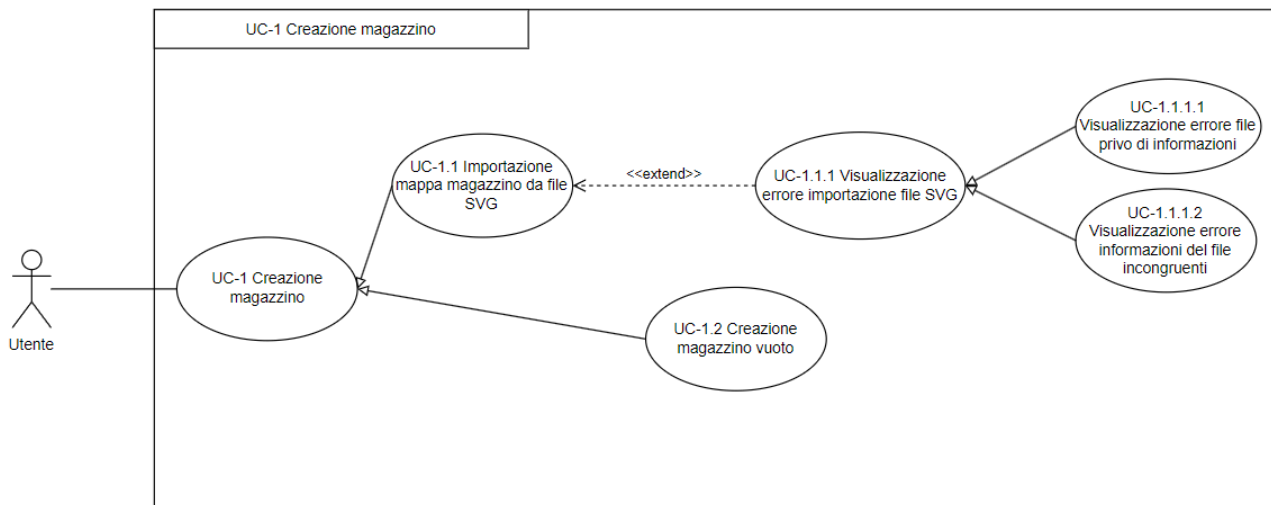 UC-1 Creazione magazzino
UC-1.1.1.1
Visualizzazione errore file
privo di informazioni
UC-1.1 Importazione
mappa magazzino da file
SVG
<<extend>>
UC-1.1.1 Visualizzazione
errore importazione file SVG
UC-1.1.1.2
Visualizzazione errore
informazioni del file
incongruenti
UC-1 Creazione
magazzino
UC-1.2 Creazione
magazzino vuoto
Utente